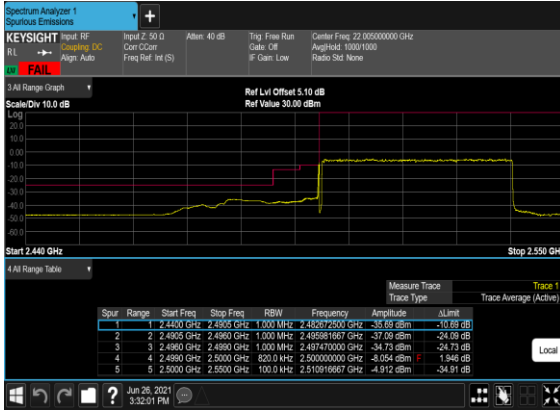 Spectrum Analyzer 1
Spurious Emissions
+
KEYSIGHT Input: RF Input Z: 50 Ω Atten: 40 dB Trig: Free Run Center Freq: 22.005000000 GHz
RL Coupling: DC Corr CCorr Gate: Off Avg|Hold: 1000/1000
Align: Auto Freq Ref: Int (S) IF Gain: Low Radio Std: None
FAIL
3 All Range Graph
Ref Lvl Offset 5.10 dB
Scale/Div 10.0 dB Ref Value 30.00 dBm
Log
20.0
10.0
0.00
-10.0
-20.0
-30.0
-40.0
-50.0
-60.0
Start 2.440 GHz Stop 2.550 GH
4 All Range Table
Measure Trace Trace 1
Trace Type Trace Average (Active)
Spur Range Start Freq Stop Freq RBW Frequency Amplitude ΔLimit
1 1 2.4400 GHz 2.4905 GHz 1.000 MHz 2.482672500 GHz -35.69 dBm -10.69 dB
2 2 2.4905 GHz 2.4960 GHz 1.000 MHz 2.495981667 GHz -37.09 dBm -24.09 dB
3 3 2.4960 GHz 2.4990 GHz 1.000 MHz 2.497470000 GHz -34.73 dBm -24.73 dB
4 4 2.4990 GHz 2.5000 GHz 820.0 kHz 2.500000000 GHz -8.054 dBm F 1.946 dB
5 5 2.5000 GHz 2.5500 GHz 100.0 kHz 2.510916667 GHz -4.912 dBm -34.91 dB
Local
?
Jun 26, 2021
3:32:01 PM